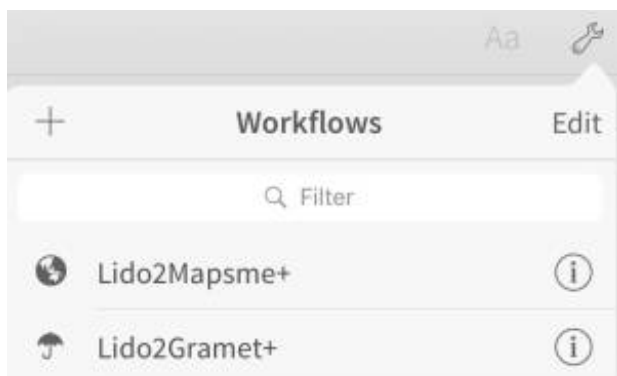 Aa
+ Workflows Edit
Filter
Lido2Mapsme+ i
Lido2Gramet+ i